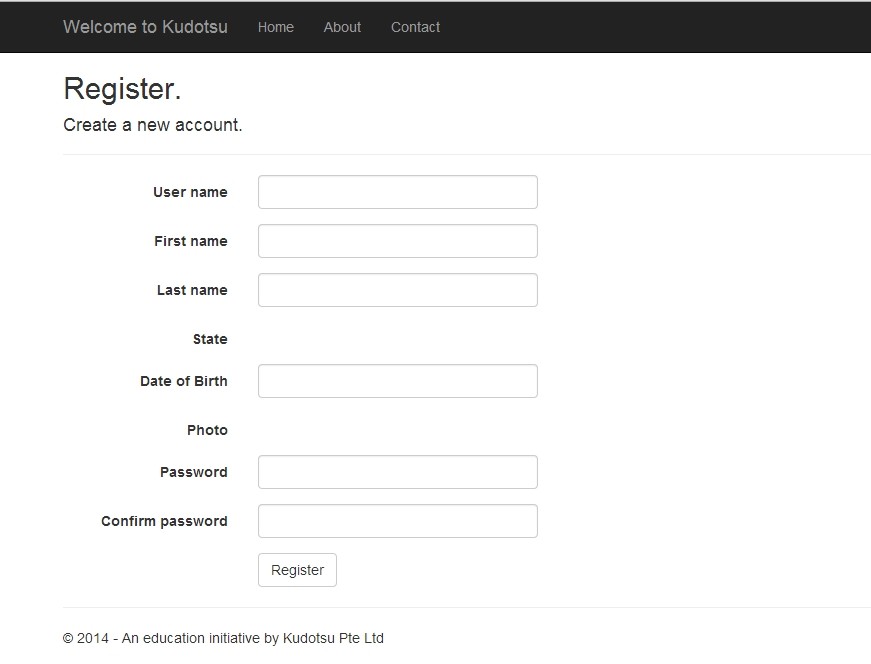 Welcome to Kudotsu Home About Contact
Register.
Create a new account.
User name
First name
Last name
State
Date of Birth
Photo
Password
Confirm password
Register
© 2014 - An education initiative by Kudotsu Pte Ltd